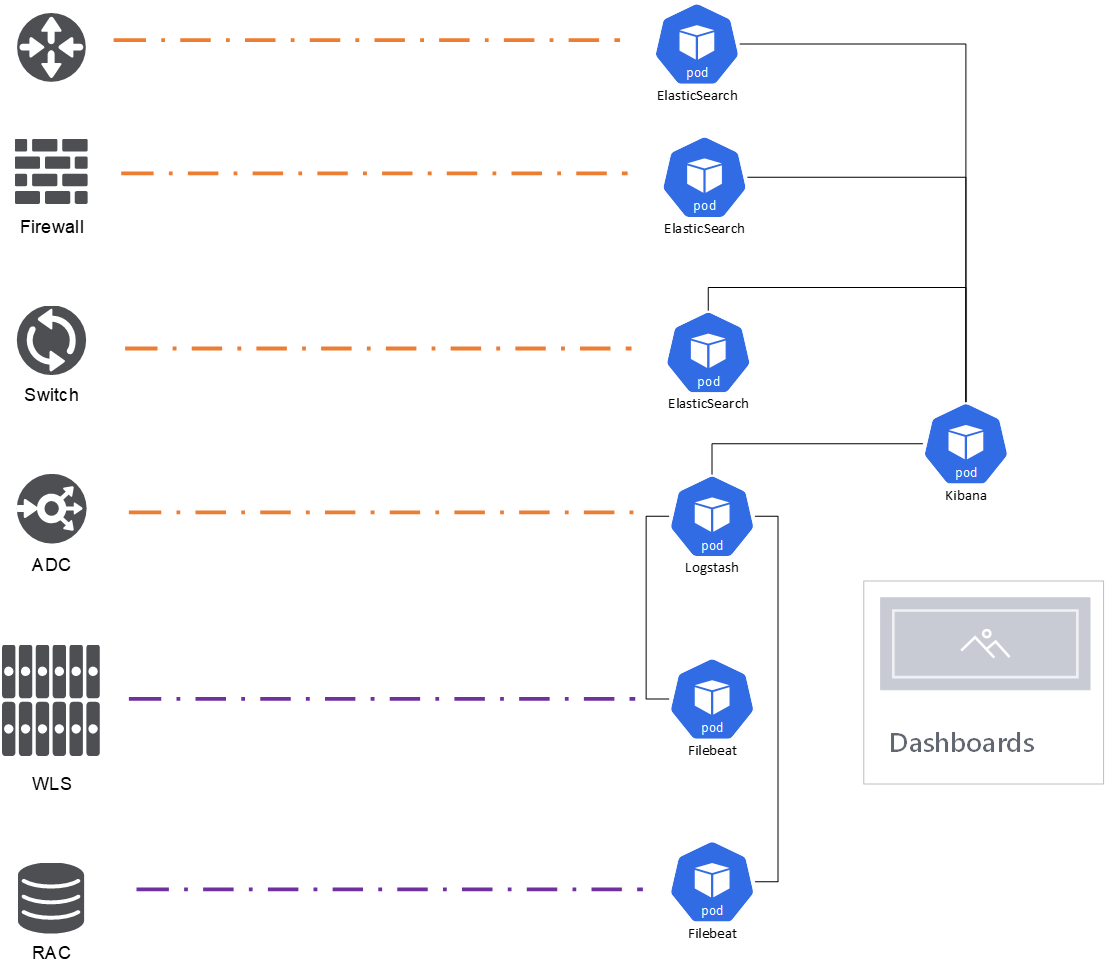 pod
ElasticSearch
pod
Firewall
ElasticSearch
pod
Switch
ElasticSearch
pod
Kibana
pod
ADC
Logstash
pod
Filebeat
WLS
Dashboards
pod
Filebeat
RAC